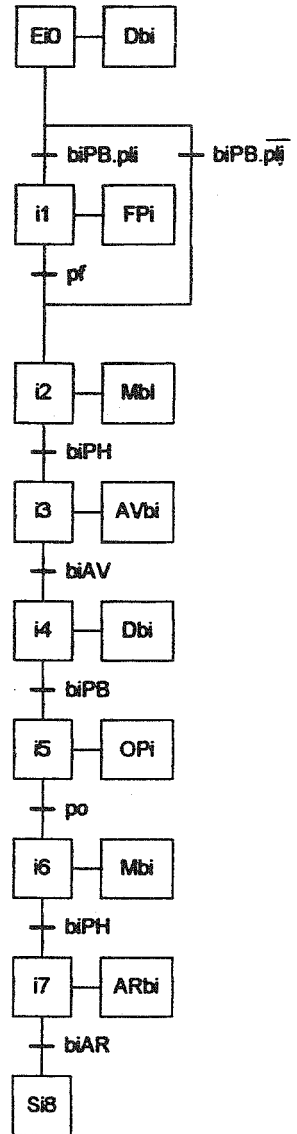 Ei0 Dbi
biPB.pli biPB.pli
i1 FPi
pf
i2 Mbl
biPH
i3 AVbi
biAV
i4 Dbi
biPB
i5 OPi
po
i6 Mbi
biPH
i7 ARbi
biAR
Si8